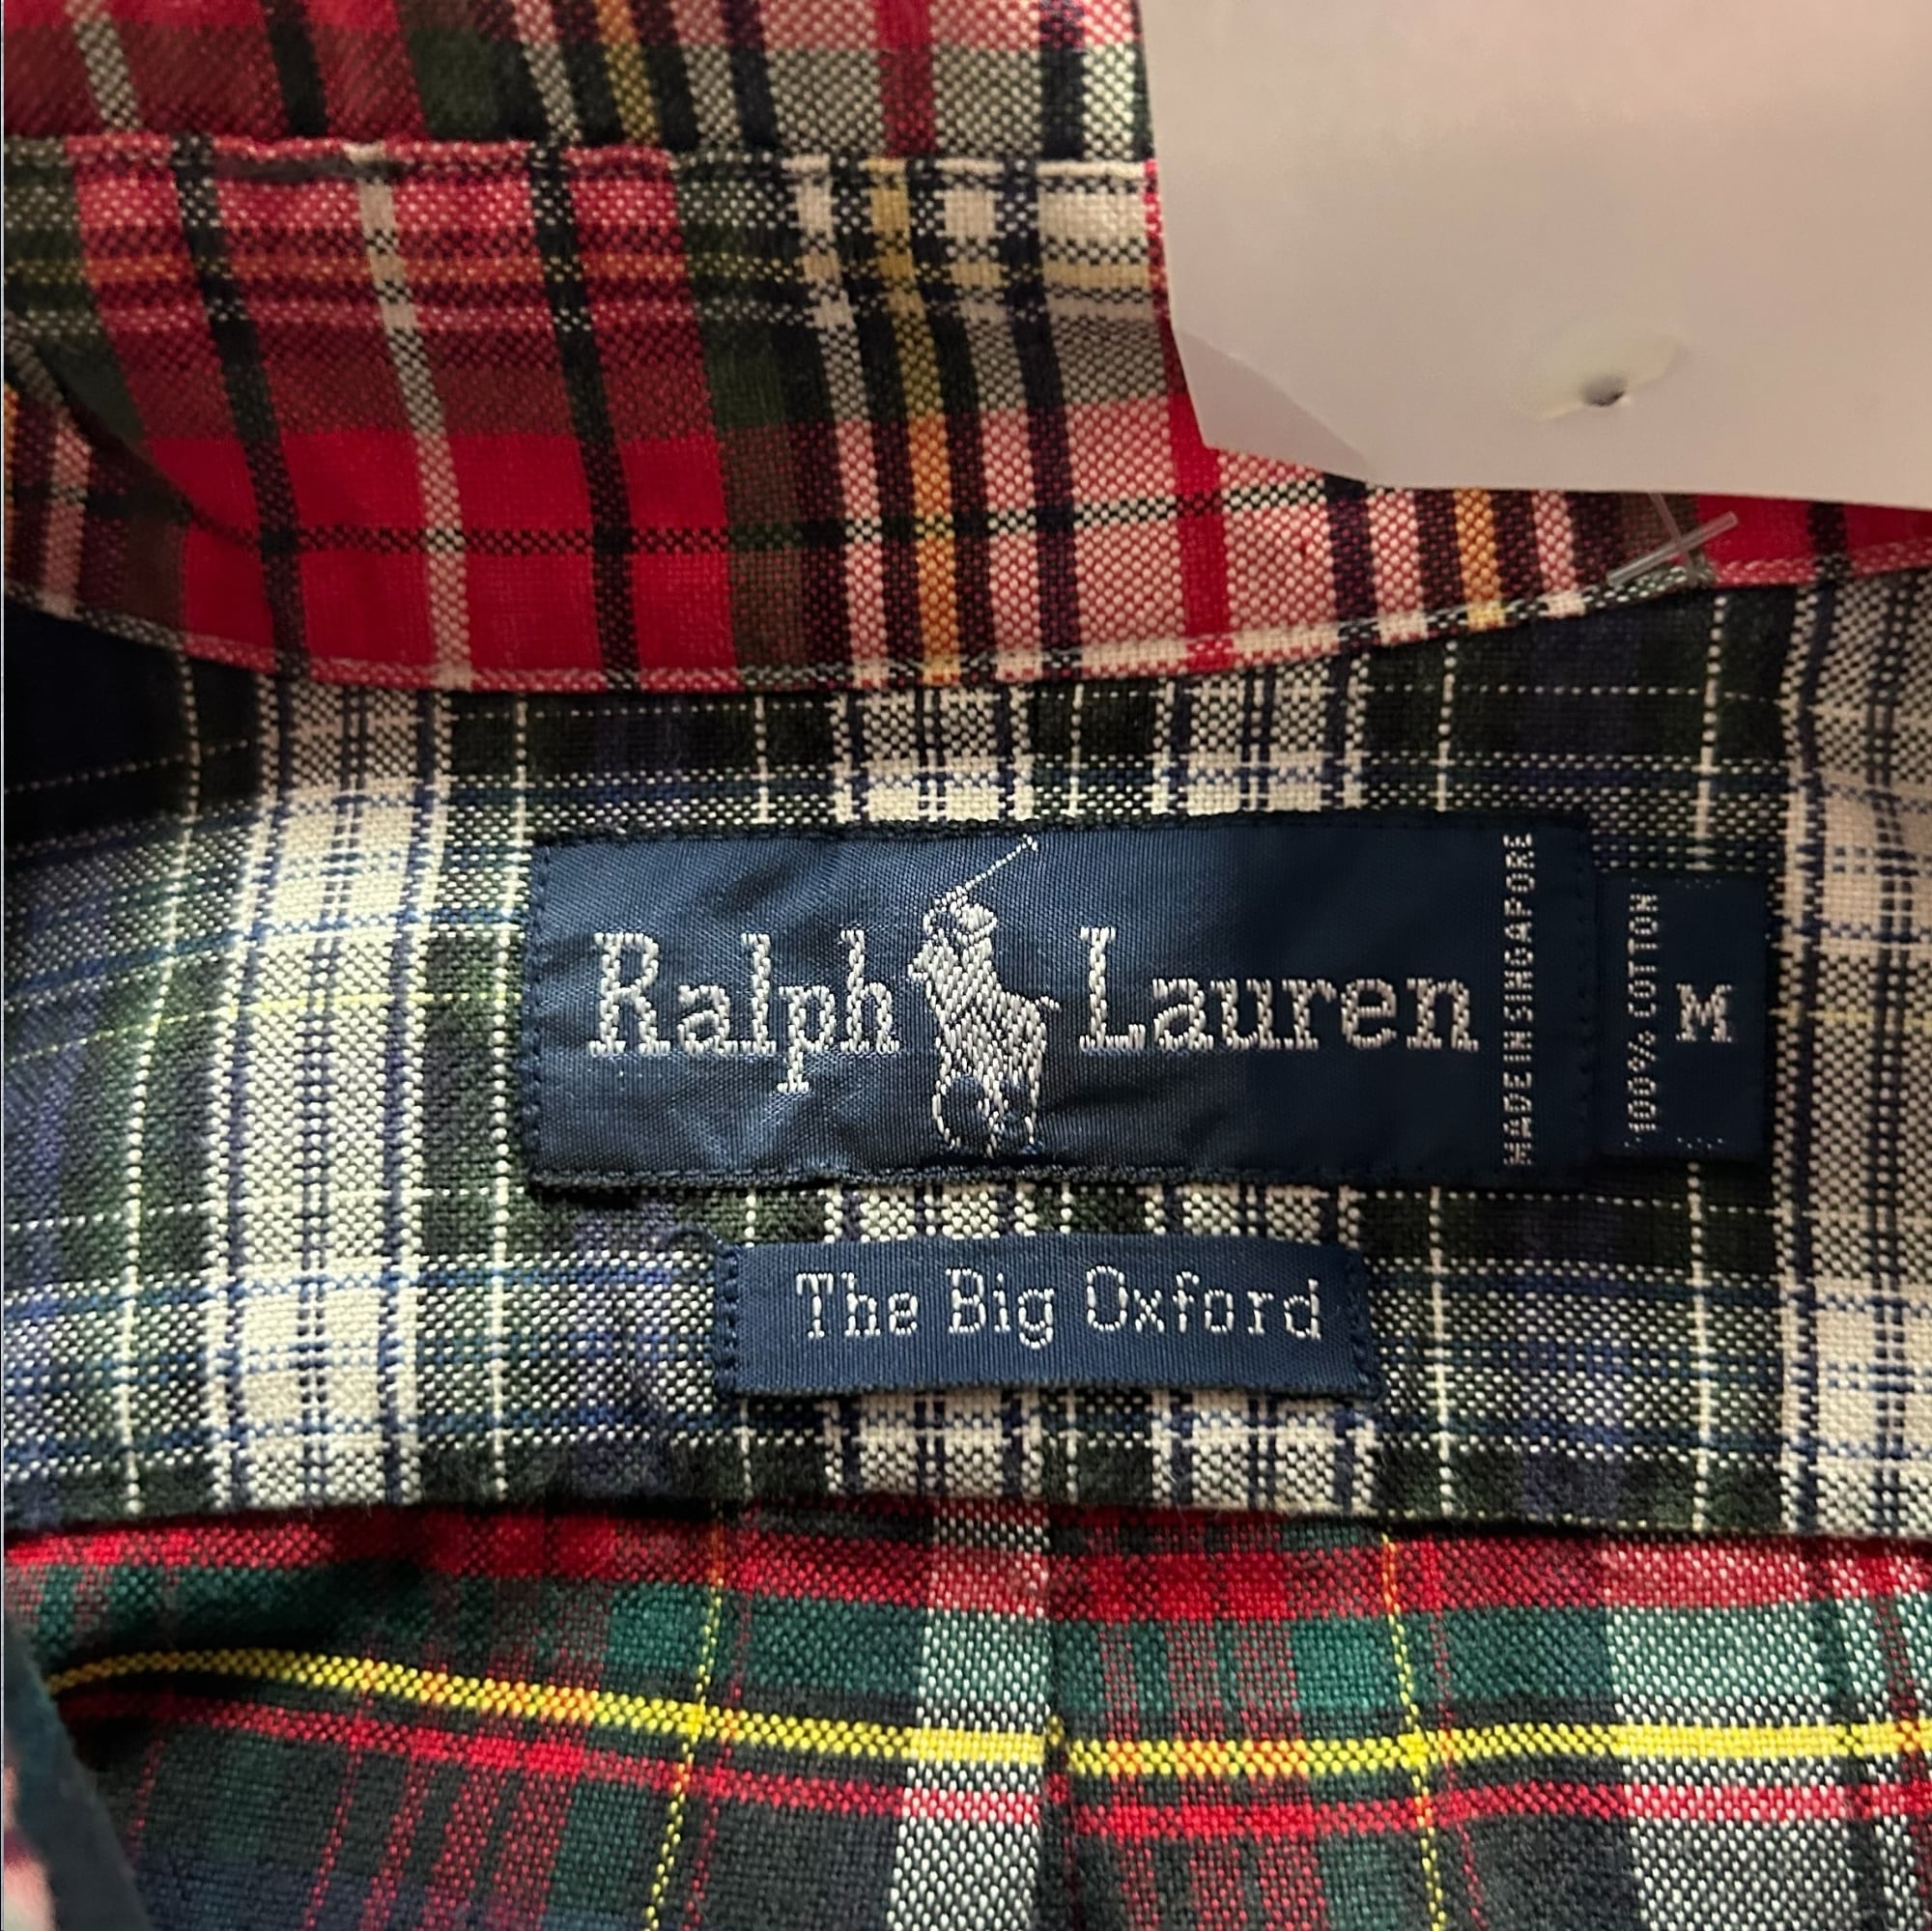 Ralph Lauren
MADE IN SINGAPORE
100% COTTON
M
The Big Oxford